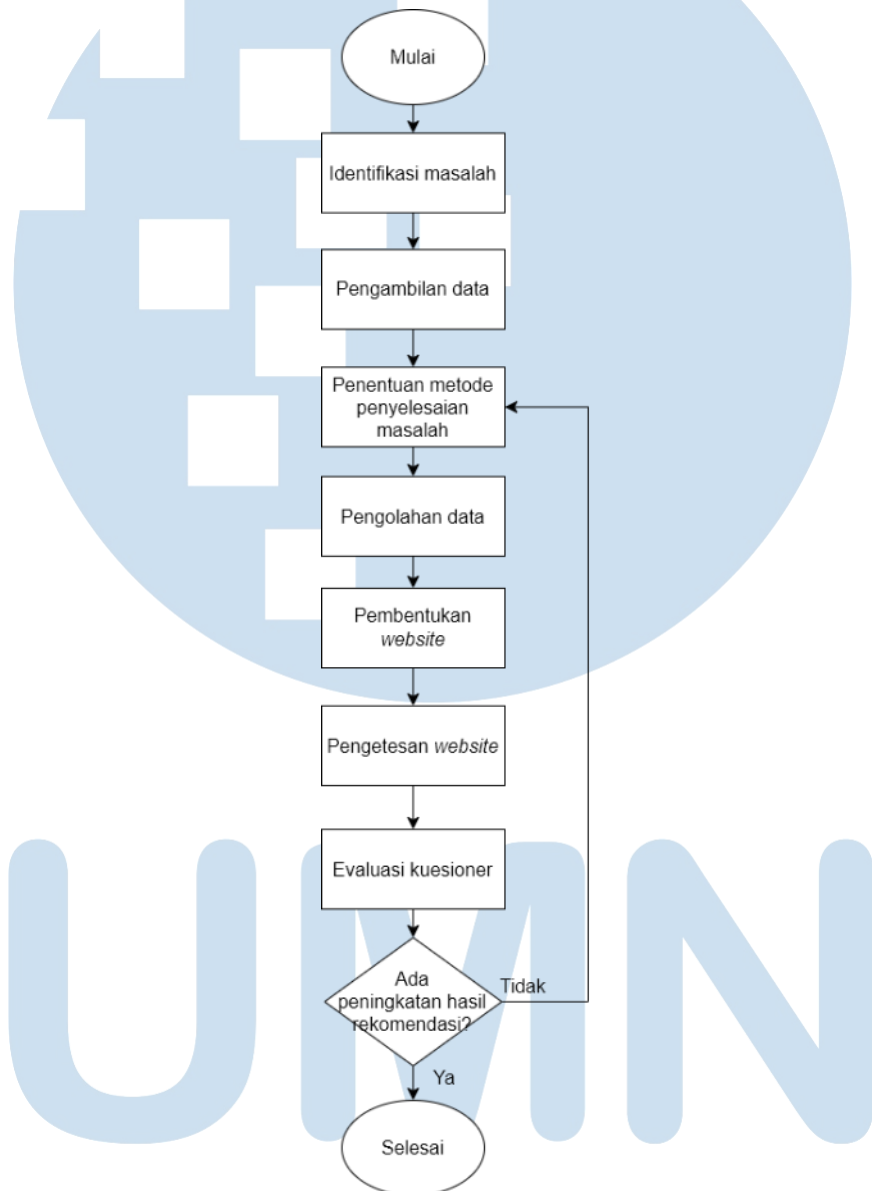 Mulai
Identifikasi masalah
Pengambilan data
Penentuan metode
penyelesaian
masalah
Pengolahan data
Pembentukan
website
Pengetesan website
Evaluasi kuesioner
Ada
peningkatan hasil
rekomendasi?
Tidak
Ya
Selesai
UMN